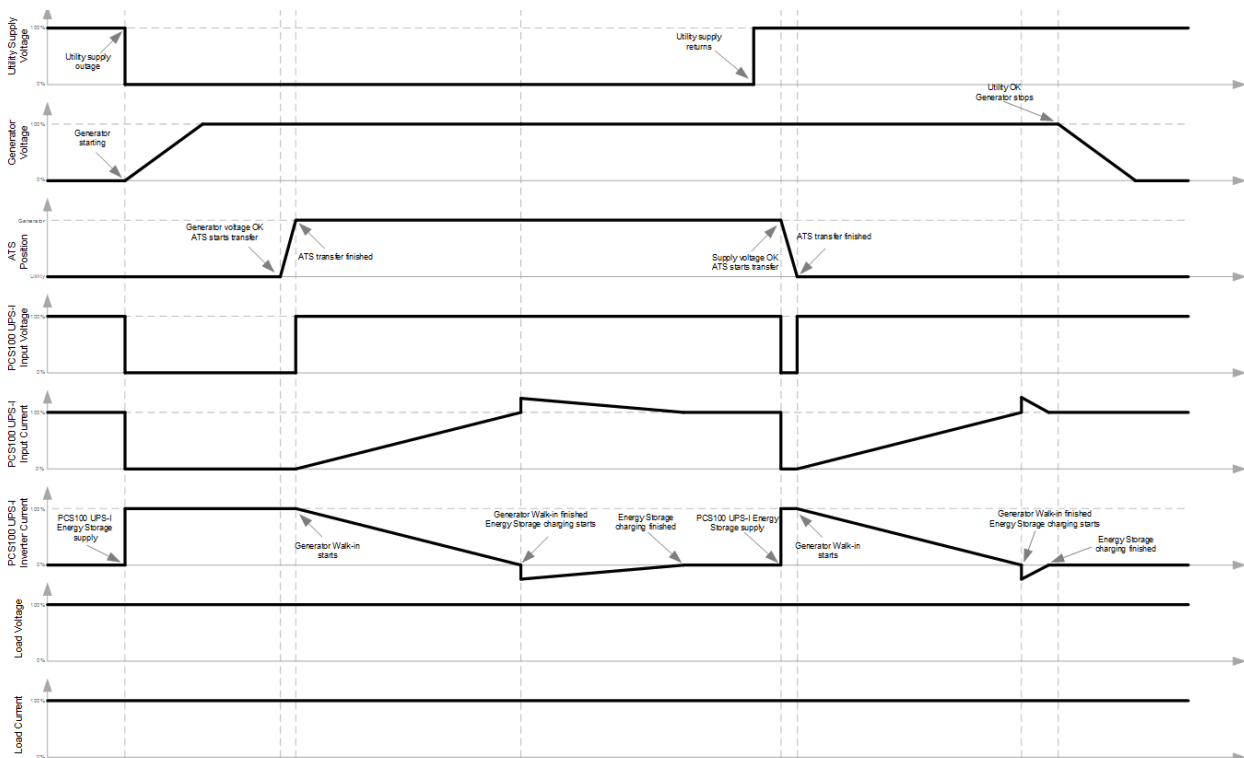 Utility Supply
Voltage
100%
0%
Utility supply
outage
Utility supply
returns
Generator
Voltage
100%
0%
Generator
starting
Utility OK
Generator stops
ATS
Position
Generator
Utility
Generator voltage OK
ATS starts transfer
ATS transfer finished
Supply voltage OK
ATS starts transfer
ATS transfer finished
PCS100 UPS-I
Input Voltage
100%
0%
PCS100 UPS-I
Input Current
100%
0%
PCS100 UPS-I
Inverter Current
100%
0%
PCS100 UPS-I
Energy Storage
supply
Generator Walk-in
starts
Generator Walk-in finished
Energy Storage charging starts
Energy Storage
charging finished
PCS100 UPS-I Energy
Storage supply
Generator Walk-in
starts
Generator Walk-in finished
Energy Storage charging starts
Energy Storage
charging finished
Load Voltage
100%
0%
Load Current
100%
0%